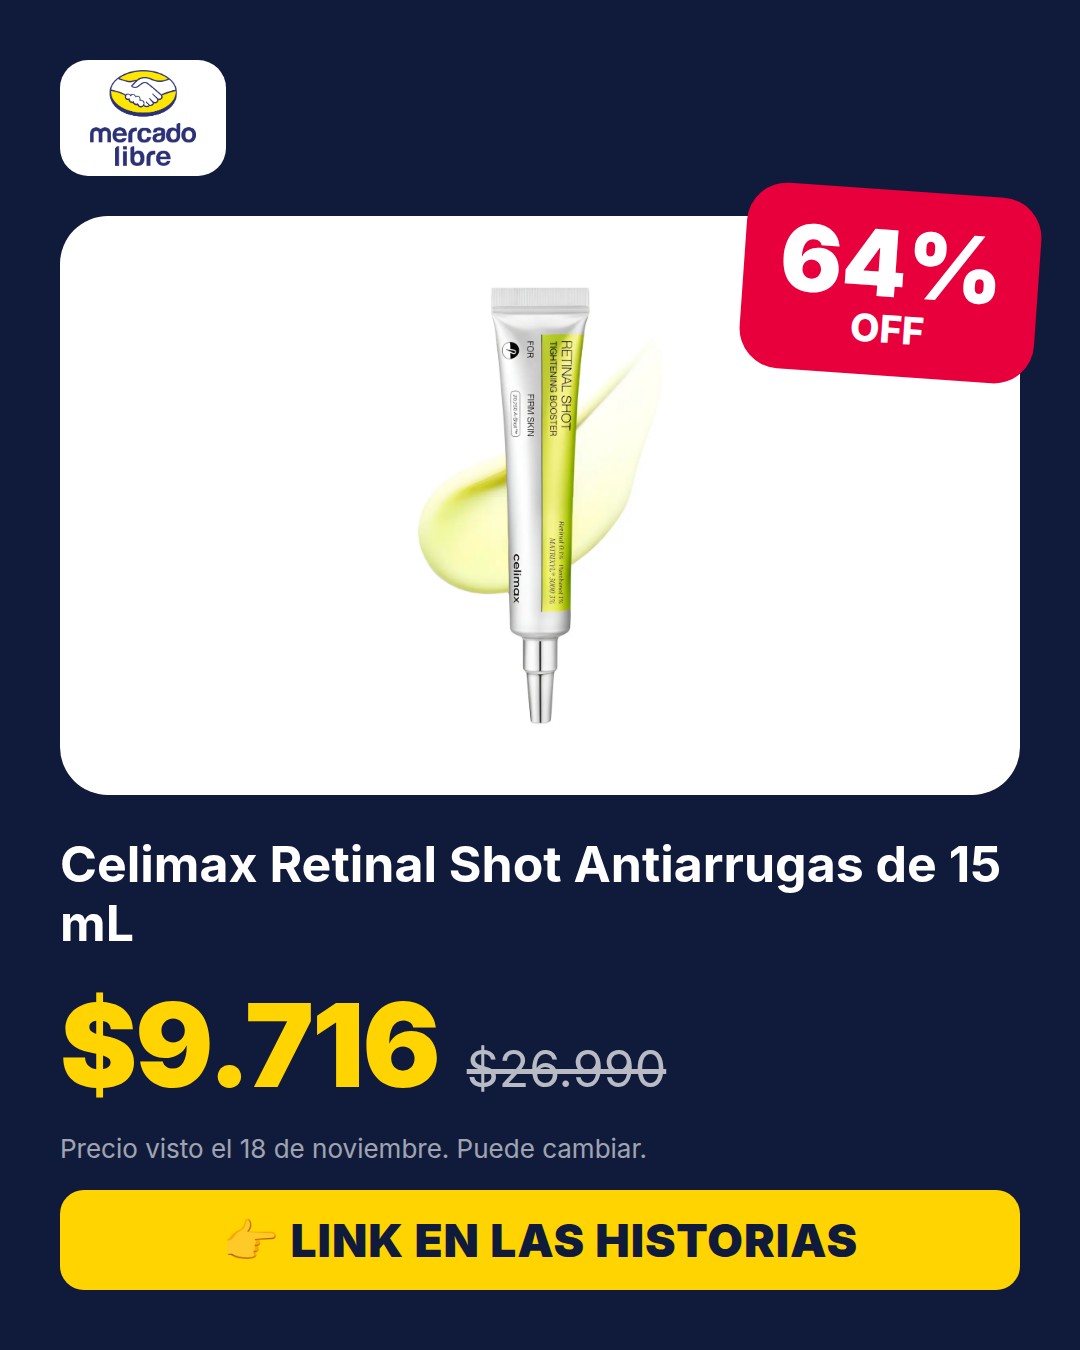 mercado
libre
64%
OFF
RETINAL SHOT
TIGHTENING BOOSTER
FOR FIRM SKIN
celimax
Celimax Retinal Shot Antiarrugas de 15
mL
$9.716 $26.990
Precio visto el 18 de noviembre. Puede cambiar.
👉 LINK EN LAS HISTORIAS